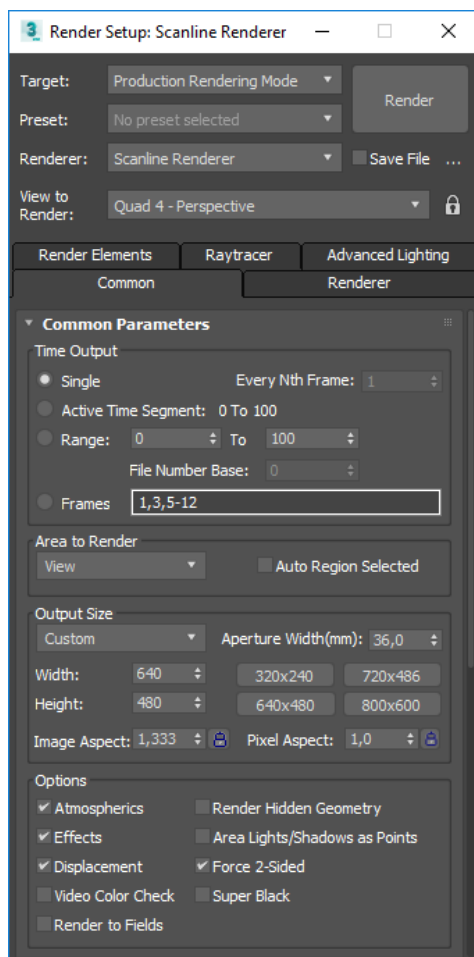 3 Render Setup: Scanline Renderer
Target: Production Rendering Mode
Render
Preset: No preset selected
Renderer: Scanline Renderer Save File ...
View to Render: Quad 4 - Perspective
Render Elements Raytracer Advanced Lighting
Common Renderer
Common Parameters
Time Output
Single Every Nth Frame: 1
Active Time Segment: 0 To 100
Range: 0 To 100
File Number Base: 0
Frames 1,3,5-12
Area to Render
View Auto Region Selected
Output Size
Custom Aperture Width(mm): 36,0
Width: 640 320x240 720x486
Height: 480 640x480 800x600
Image Aspect: 1,333 Pixel Aspect: 1,0
Options
Atmospherics Render Hidden Geometry
Effects Area Lights/Shadows as Points
Displacement Force 2-Sided
Video Color Check Super Black
Render to Fields